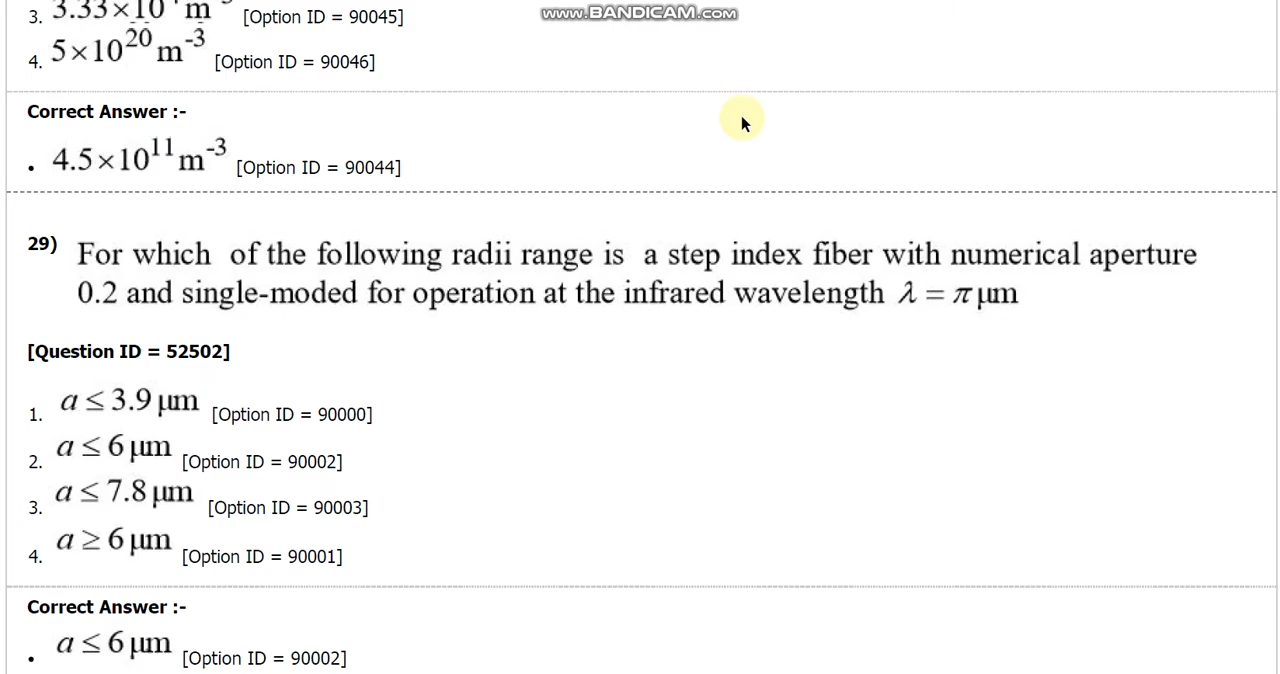 www.BANDICAM.com
3. 3.33×10 m [Option ID = 90045]
4. 5×10²⁰ m⁻³ [Option ID = 90046]
Correct Answer :-
• 4.5×10¹¹ m⁻³ [Option ID = 90044]
29) For which of the following radii range is a step index fiber with numerical aperture
0.2 and single-moded for operation at the infrared wavelength λ = π μm
[Question ID = 52502]
1. a ≤ 3.9 μm [Option ID = 90000]
2. a ≤ 6 μm [Option ID = 90002]
3. a ≤ 7.8 μm [Option ID = 90003]
4. a ≥ 6 μm [Option ID = 90001]
Correct Answer :-
• a ≤ 6 μm [Option ID = 90002]